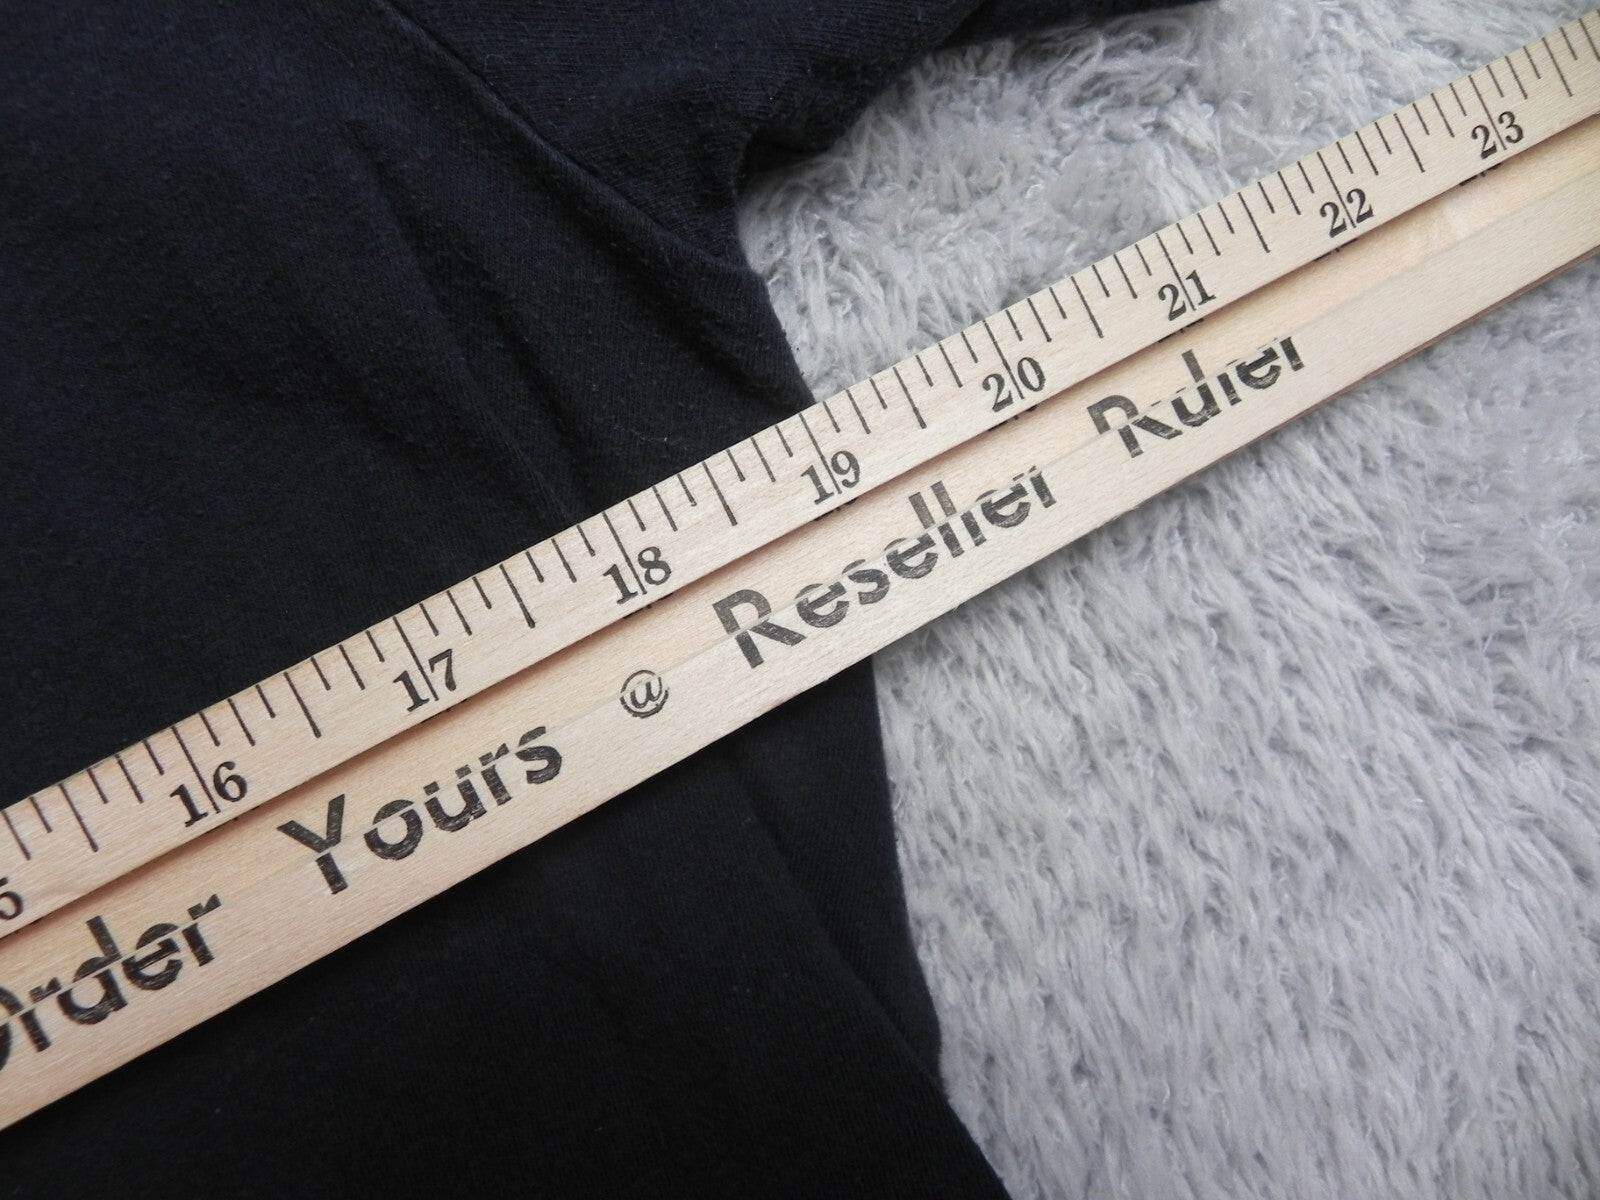 16 17 18 19 20 21 22 23
Order Yours @ Reseller Ruler